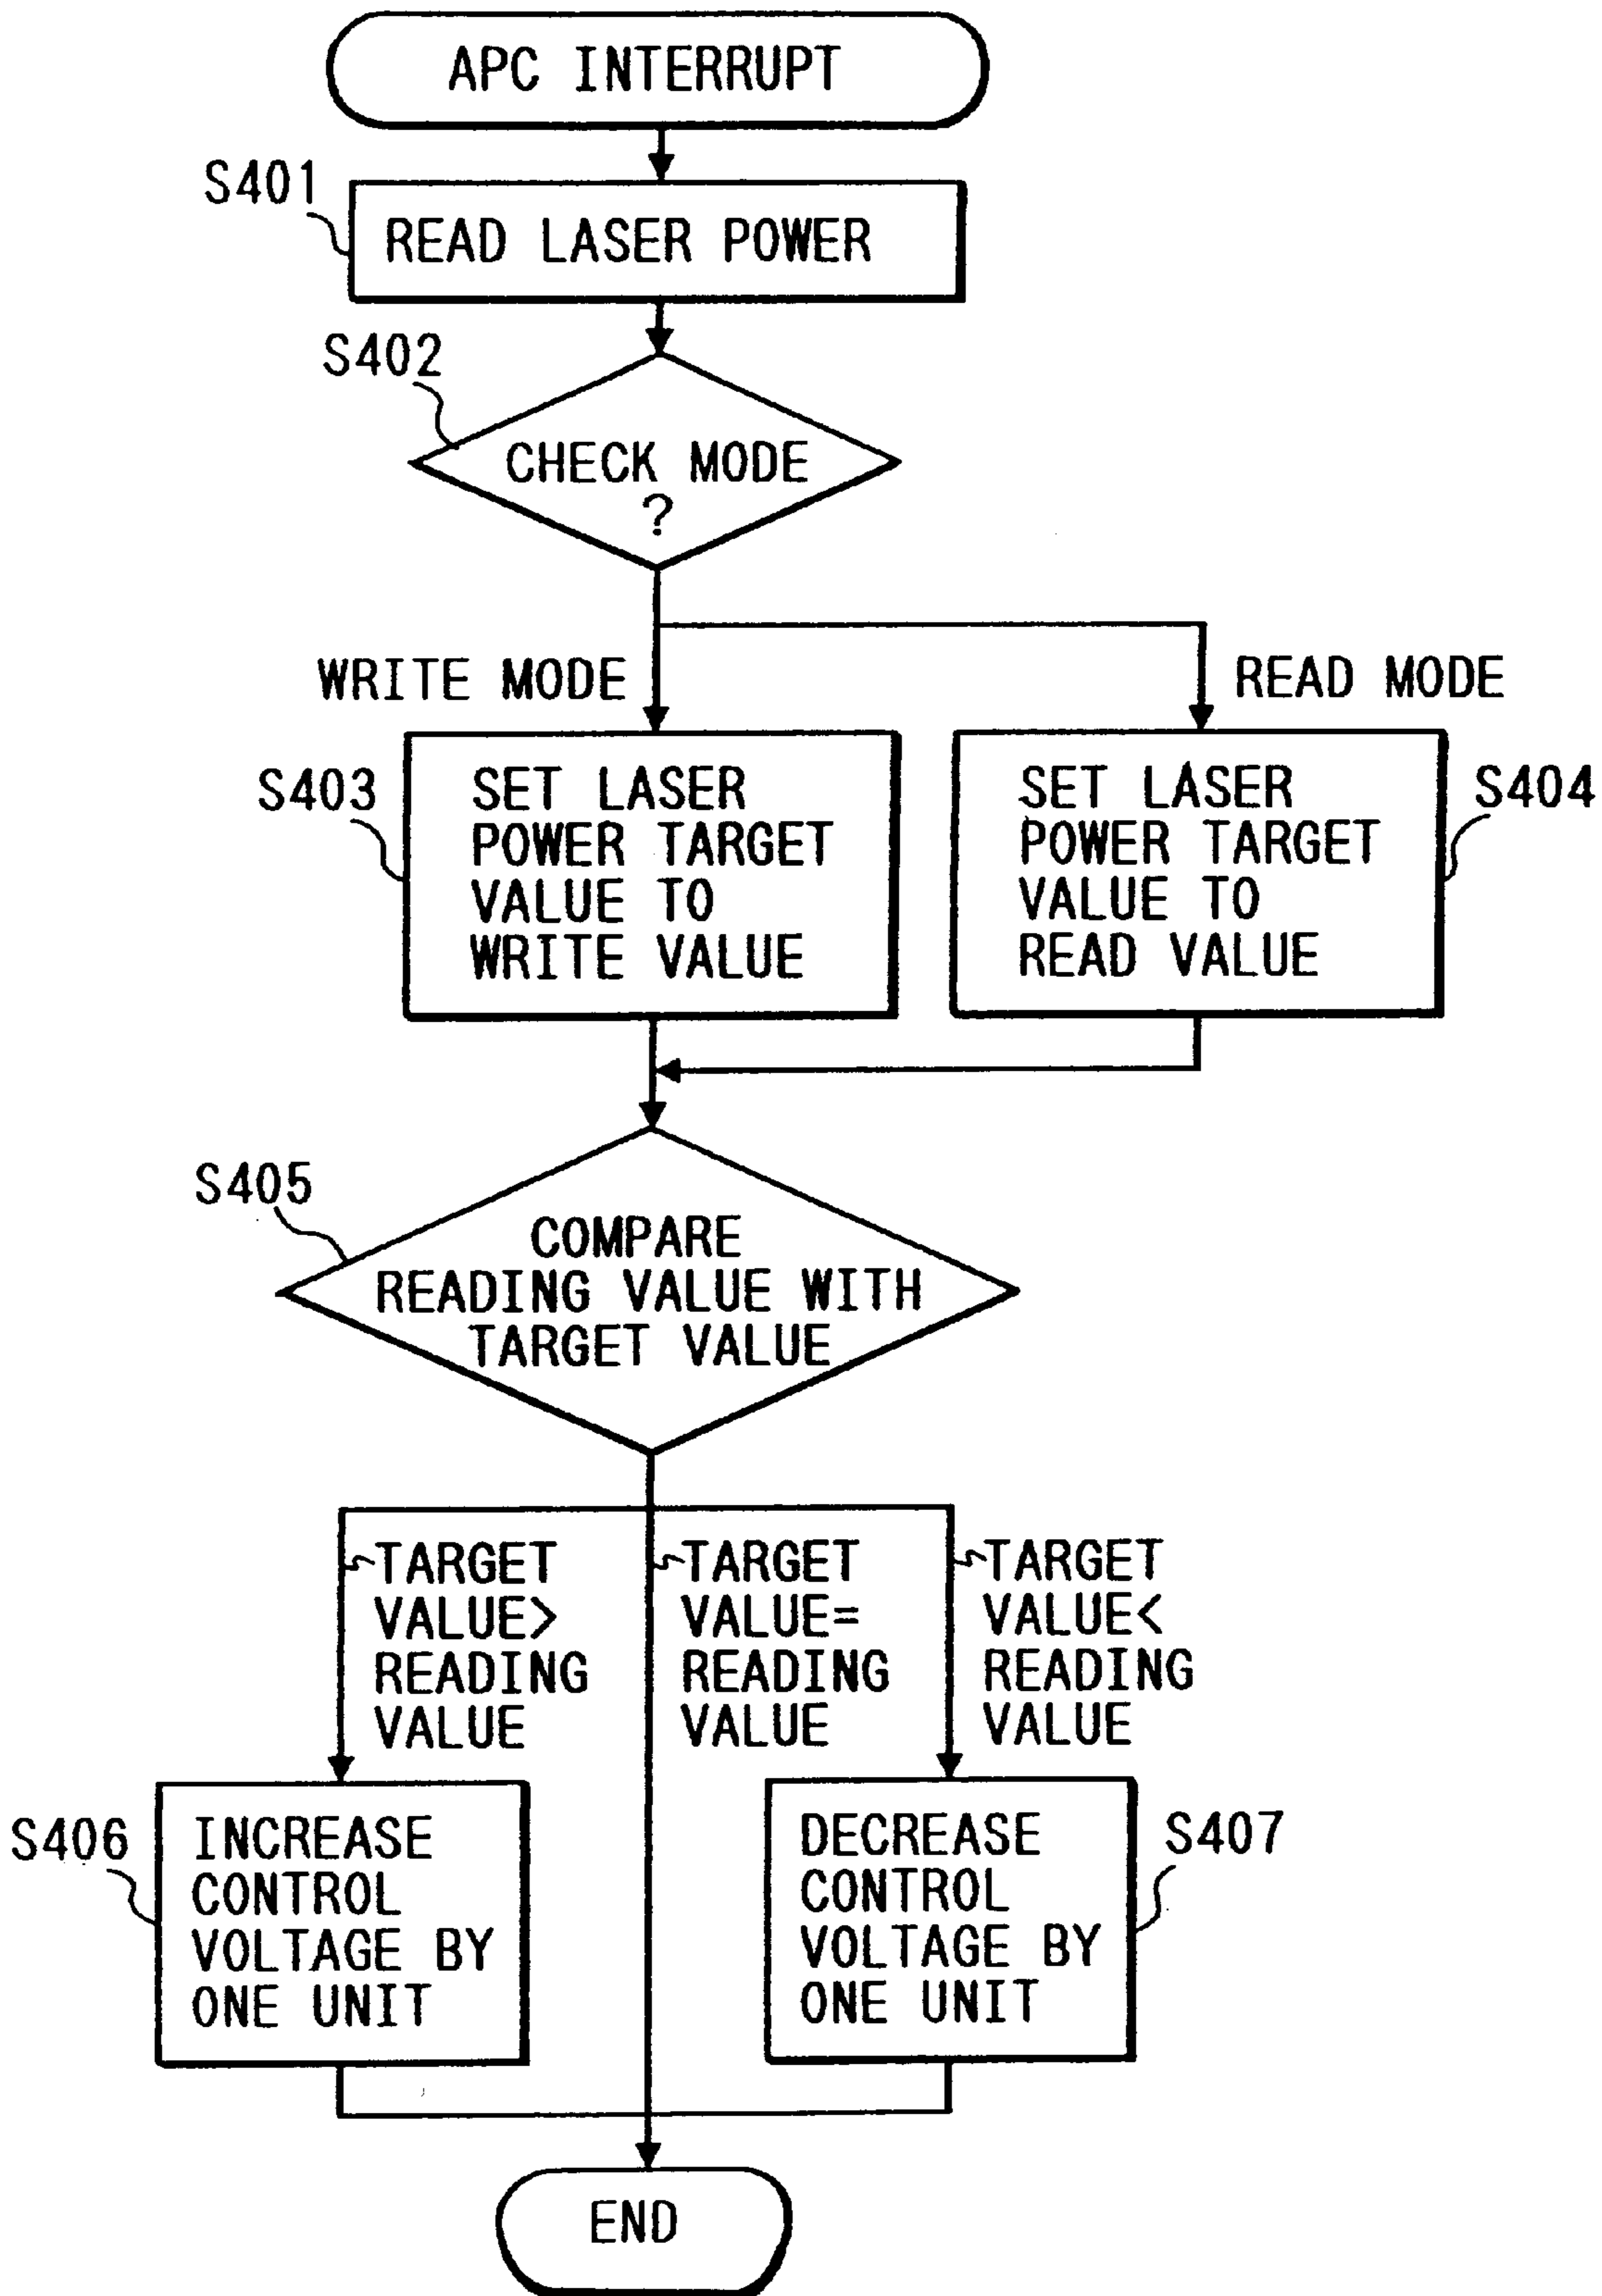 APC INTERRUPT
S401
READ LASER POWER
S402
CHECK MODE
?
WRITE MODE
READ MODE
S403
SET LASER
POWER TARGET
VALUE TO
WRITE VALUE
SET LASER
POWER TARGET
VALUE TO
READ VALUE
S404
S405
COMPARE
READING VALUE WITH
TARGET VALUE
TARGET
VALUE>
READING
VALUE
TARGET
VALUE=
READING
VALUE
TARGET
VALUE<
READING
VALUE
S406
INCREASE
CONTROL
VOLTAGE BY
ONE UNIT
DECREASE
CONTROL
VOLTAGE BY
ONE UNIT
S407
END